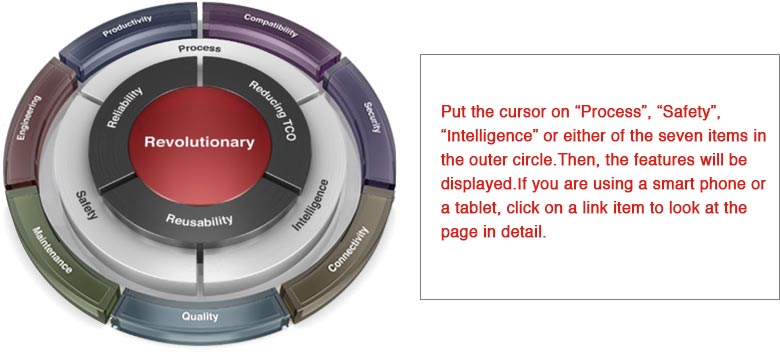 Productivity
Compatibility
Process
Engineering
Reliability
Reducing TCO
Security
Revolutionary
Safety
Reusability
Intelligence
Maintenance
Connectivity
Quality
Put the cursor on “Process”, “Safety”,
“Intelligence” or either of the seven items in
the outer circle.Then, the features will be
displayed.If you are using a smart phone or
a tablet, click on a link item to look at the
page in detail.